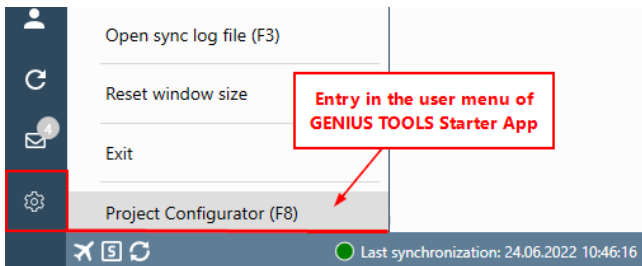 Open sync log file (F3)
Reset window size
Entry in the user menu of
GENIUS TOOLS Starter App
4
Exit
Project Configurator (F8)
S
Last synchronization: 24.06.2022 10:46:16